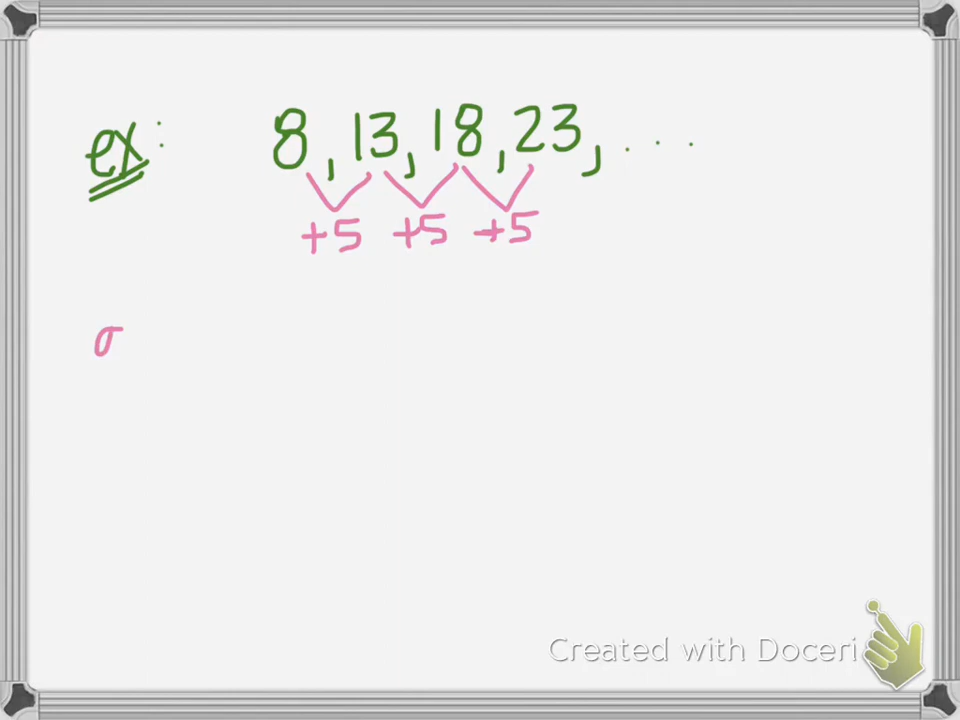 ex: 8, 13, 18, 23, . . .
+5 +5 +5
Created with Doceri